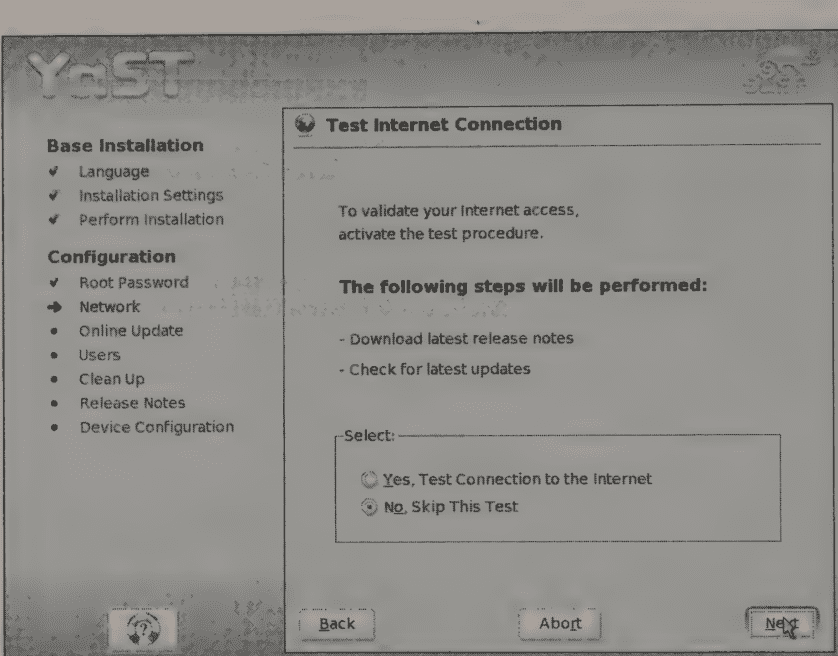 YaST
Base Installation
✔ Language
✔ Installation Settings
✔ Perform Installation
Configuration
✔ Root Password
➔ Network
• Online Update
• Users
• Clean Up
• Release Notes
• Device Configuration
Test Internet Connection
To validate your Internet access,
activate the test procedure.
The following steps will be performed:
- Download latest release notes
- Check for latest updates
Select:
Yes, Test Connection to the Internet
No, Skip This Test
Back
Abort
Next